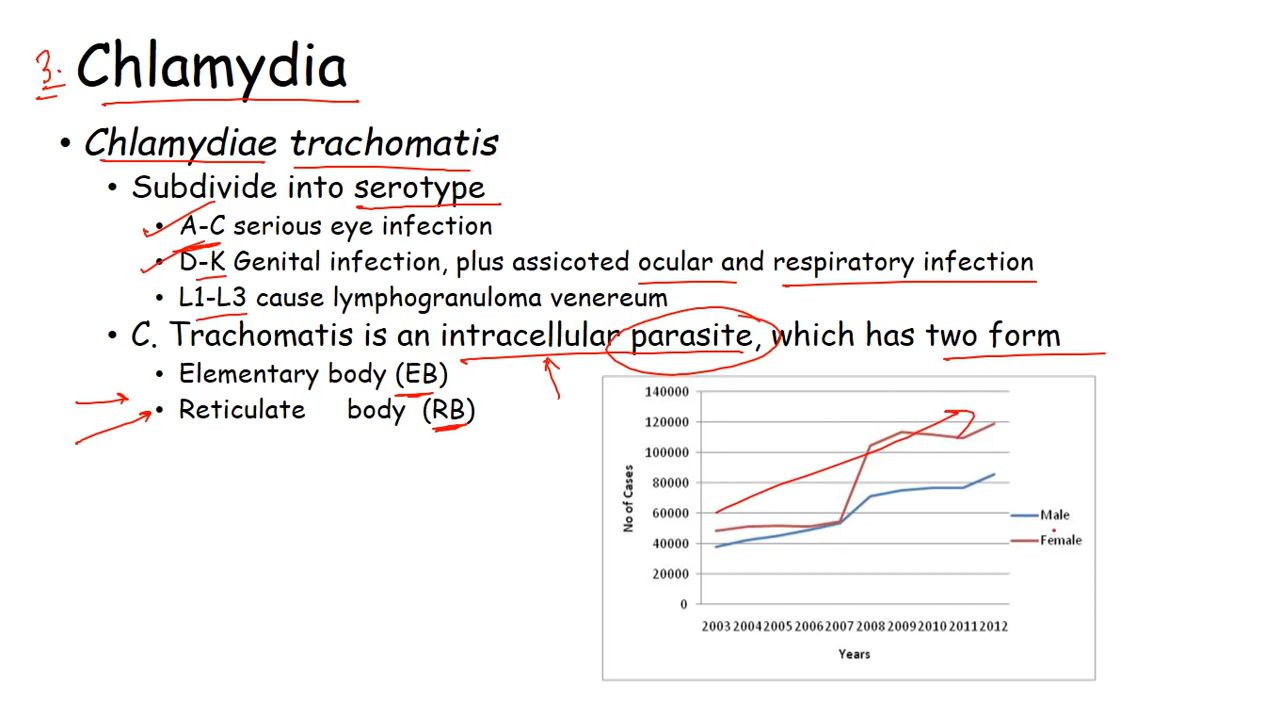 3. Chlamydia
• Chlamydiae trachomatis
• Subdivide into serotype
• A-C serious eye infection
• D-K Genital infection, plus assicoted ocular and respiratory infection
• L1-L3 cause lymphogranuloma venereum
• C. Trachomatis is an intracellular parasite, which has two form
• Elementary body (EB)
• Reticulate body (RB)
140000
120000
100000
80000
60000
40000
20000
0
No of Cases
Male
Female
2003 2004 2005 2006 2007 2008 2009 2010 2011 2012
Years